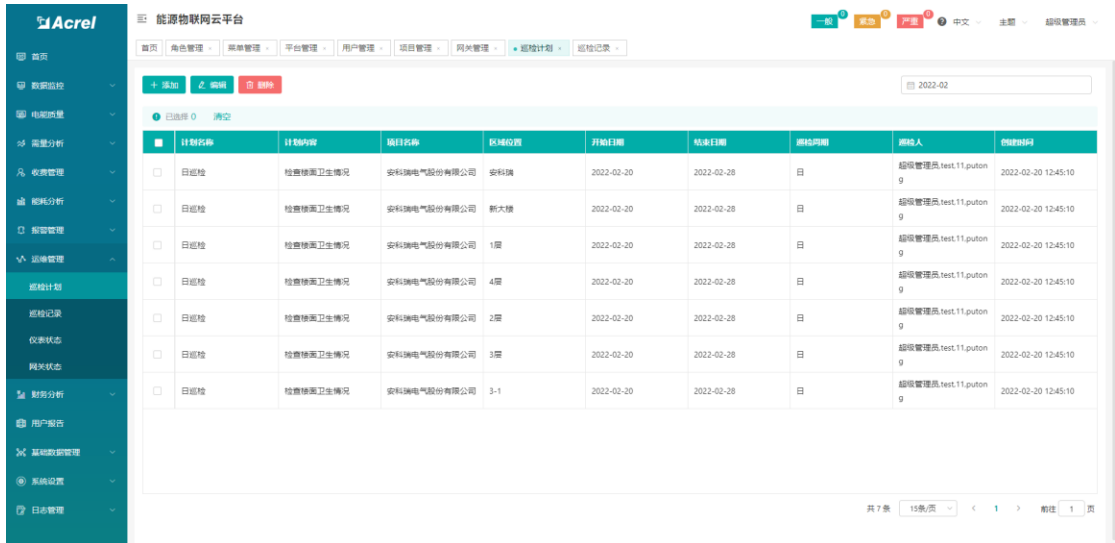 Acrel
能源物联网云平台
一般 0 紧急 0 严重 0 中文 主题 超级管理员
首页 角色管理 菜单管理 平台管理 用户管理 项目管理 网关管理 巡检计划 巡检记录
首页
数据监控
电能质量
需量分析
收费管理
能耗分析
报警管理
运维管理
巡检计划
巡检记录
仪表状态
网关状态
财务分析
用户报告
基础数据管理
系统设置
日志管理
+ 添加 编辑 删除 2022-02
已选择 0 清空
计划名称 计划内容 项目名称 区域位置 开始日期 结束日期 巡检周期 巡检人 创建时间
日巡检 检查楼面卫生情况 安科瑞电气股份有限公司 安科瑞 2022-02-20 2022-02-28 日 超级管理员,test,11,puton 2022-02-20 12:45:10
g
日巡检 检查楼面卫生情况 安科瑞电气股份有限公司 新大楼 2022-02-20 2022-02-28 日 超级管理员,test,11,puton 2022-02-20 12:45:10
g
日巡检 检查楼面卫生情况 安科瑞电气股份有限公司 1层 2022-02-20 2022-02-28 日 超级管理员,test,11,puton 2022-02-20 12:45:10
g
日巡检 检查楼面卫生情况 安科瑞电气股份有限公司 4层 2022-02-20 2022-02-28 日 超级管理员,test,11,puton 2022-02-20 12:45:10
g
日巡检 检查楼面卫生情况 安科瑞电气股份有限公司 2层 2022-02-20 2022-02-28 日 超级管理员,test,11,puton 2022-02-20 12:45:10
g
日巡检 检查楼面卫生情况 安科瑞电气股份有限公司 3层 2022-02-20 2022-02-28 日 超级管理员,test,11,puton 2022-02-20 12:45:10
g
日巡检 检查楼面卫生情况 安科瑞电气股份有限公司 3-1 2022-02-20 2022-02-28 日 超级管理员,test,11,puton 2022-02-20 12:45:10
g
共 7 条 15条/页 < 1 > 前往 1 页